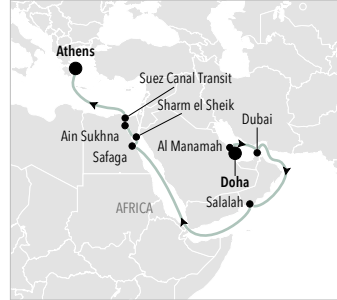 Athens
Suez Canal Transit
Sharm el Sheik
Dubai
Ain Sukhna
Al Manamah
Safaga
Doha
Salalah
AFRICA